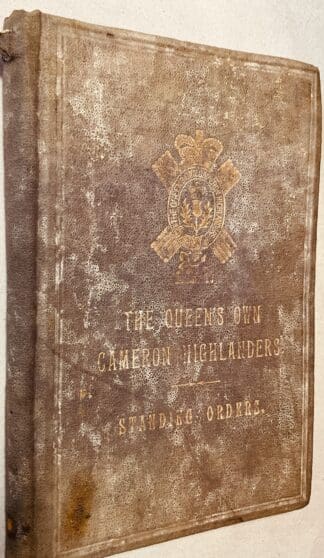 THE QUEEN'S OWN
CAMERON HIGHLANDERS
STANDING ORDERS.